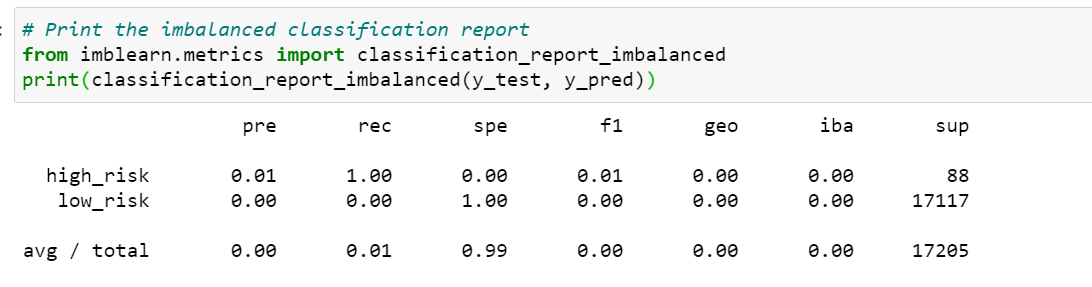 # Print the imbalanced classification report
from imblearn.metrics import classification_report_imbalanced
print(classification_report_imbalanced(y_test, y_pred))
pre rec spe f1 geo iba sup
high_risk 0.01 1.00 0.00 0.01 0.00 0.00 88
low_risk 0.00 0.00 1.00 0.00 0.00 0.00 17117
avg / total 0.00 0.01 0.99 0.00 0.00 0.00 17205